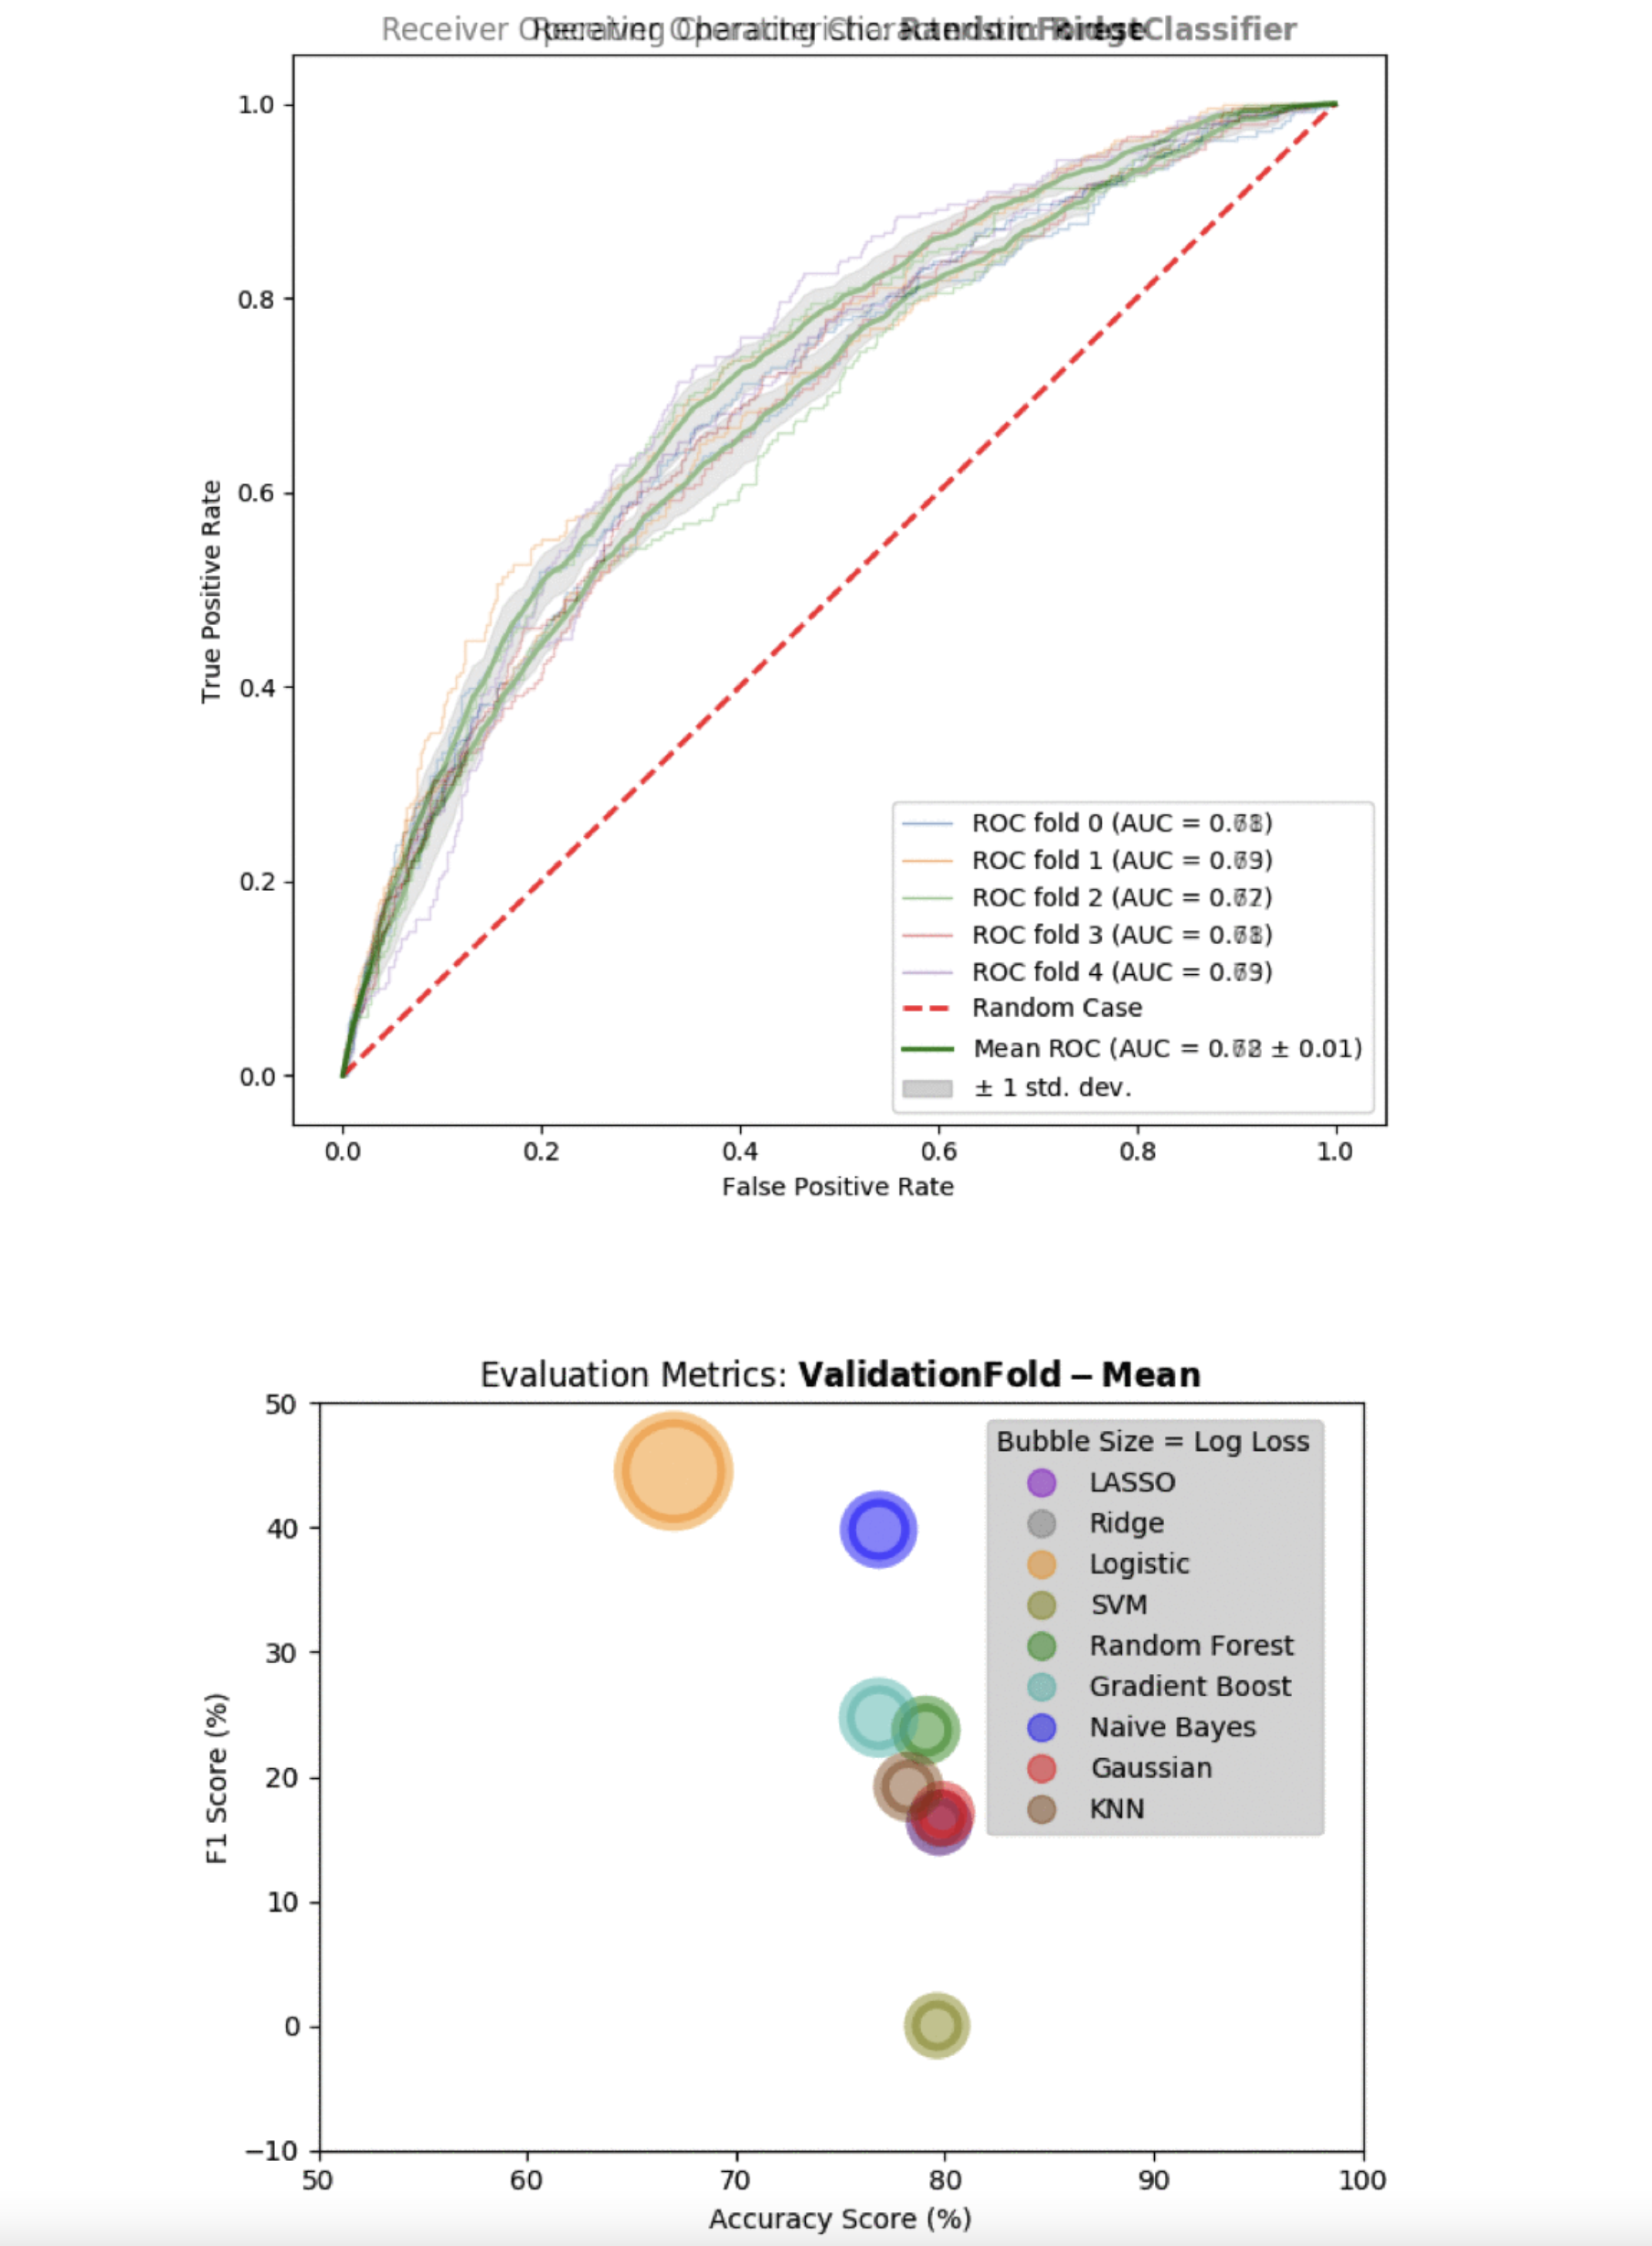 Receiver Operating Characteristic:
1.0
0.8
0.6
0.4
0.2
0.0
True Positive Rate
ROC fold 0 (AUC =
ROC fold 1 (AUC =
ROC fold 2 (AUC =
ROC fold 3 (AUC =
ROC fold 4 (AUC =
Random Case
Mean ROC (AUC = ± 0.01)
± 1 std. dev.
0.0 0.2 0.4 0.6 0.8 1.0
False Positive Rate
Evaluation Metrics: ValidationFold – Mean
50
40
30
20
10
0
−10
F1 Score (%)
Bubble Size = Log Loss
LASSO
Ridge
Logistic
SVM
Random Forest
Gradient Boost
Naive Bayes
Gaussian
KNN
50 60 70 80 90 100
Accuracy Score (%)